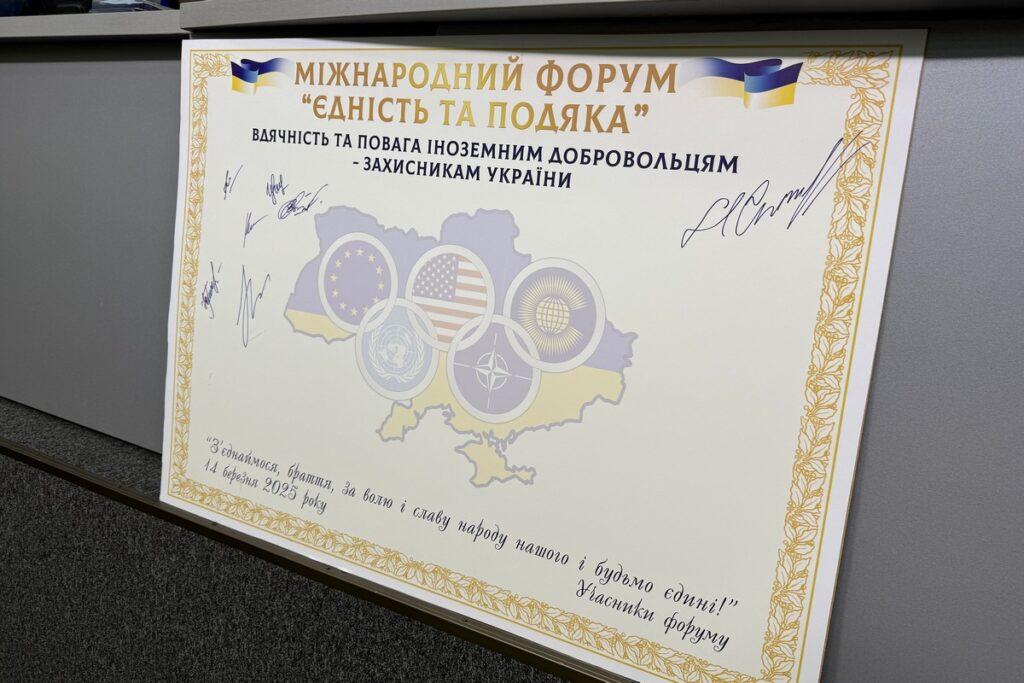 МІЖНАРОДНИЙ ФОРУМ
“ЄДНІСТЬ ТА ПОДЯКА”
ВДЯЧНІСТЬ ТА ПОВАГА ІНОЗЕМНИМ ДОБРОВОЛЬЦЯМ
- ЗАХИСНИКАМ УКРАЇНИ
“З'єднаймося, браття, за волю і славу народу нашого і будьмо єдині!”
14 березня 2025 року
Учасники форуму